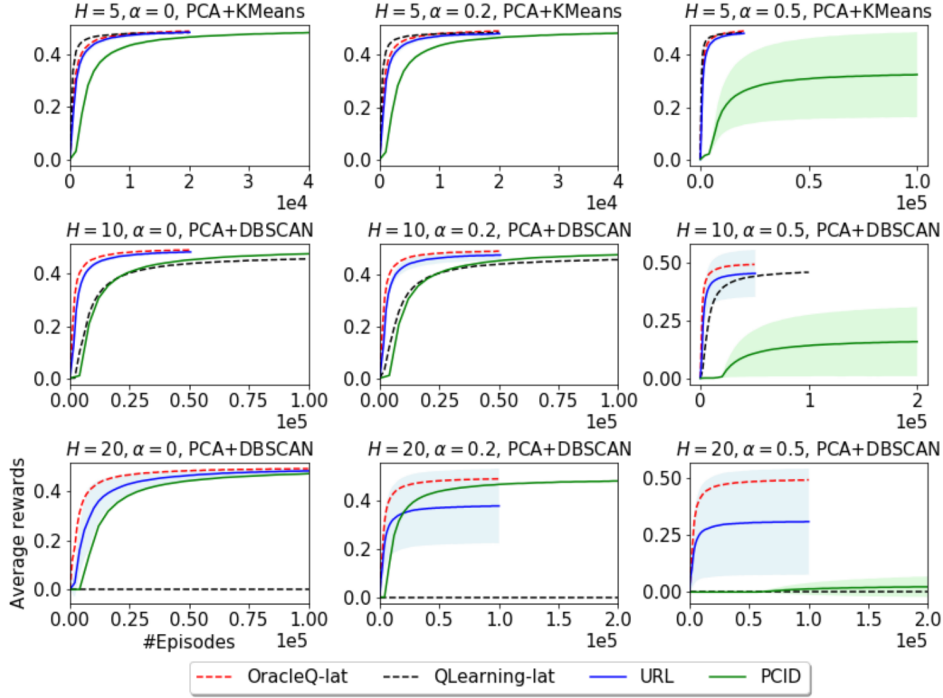 H = 5, α = 0, PCA+KMeans
0.4
0.2
0.0
0 1 2 3 4
1e4
H = 5, α = 0.2, PCA+KMeans
0.4
0.2
0.0
0 1 2 3 4
1e4
H = 5, α = 0.5, PCA+KMeans
0.4
0.2
0.0
0.0 0.5 1.0
1e5
H = 10, α = 0, PCA+DBSCAN
0.4
0.2
0.0
0.00 0.25 0.50 0.75 1.00
1e5
H = 10, α = 0.2, PCA+DBSCAN
0.4
0.2
0.0
0.00 0.25 0.50 0.75 1.00
1e5
H = 10, α = 0.5, PCA+DBSCAN
0.50
0.25
0.00
0 1 2
1e5
H = 20, α = 0, PCA+DBSCAN
Average rewards
0.4
0.2
0.0
0.00 0.25 0.50 0.75 1.00
#Episodes 1e5
H = 20, α = 0.2, PCA+DBSCAN
0.4
0.2
0.0
0.0 0.5 1.0 1.5 2.0
1e5
H = 20, α = 0.5, PCA+DBSCAN
0.50
0.25
0.00
0.0 0.5 1.0 1.5 2.0
1e5
OracleQ-lat QLearning-lat URL PCID